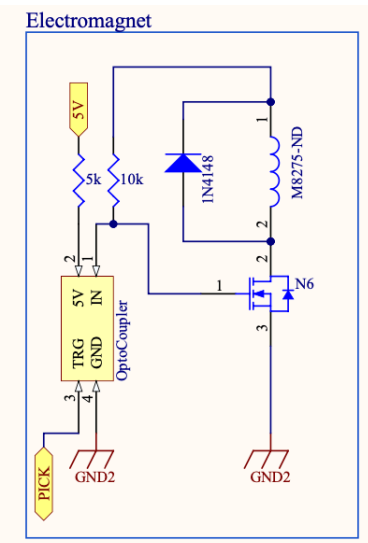 Electromagnet
5V
5k
10k
1N4148
1
M8275-ND
2
2
1
5V
IN
TRG
GND
OptoCoupler
3
4
PICK
GND2
1
2
N6
3
GND2